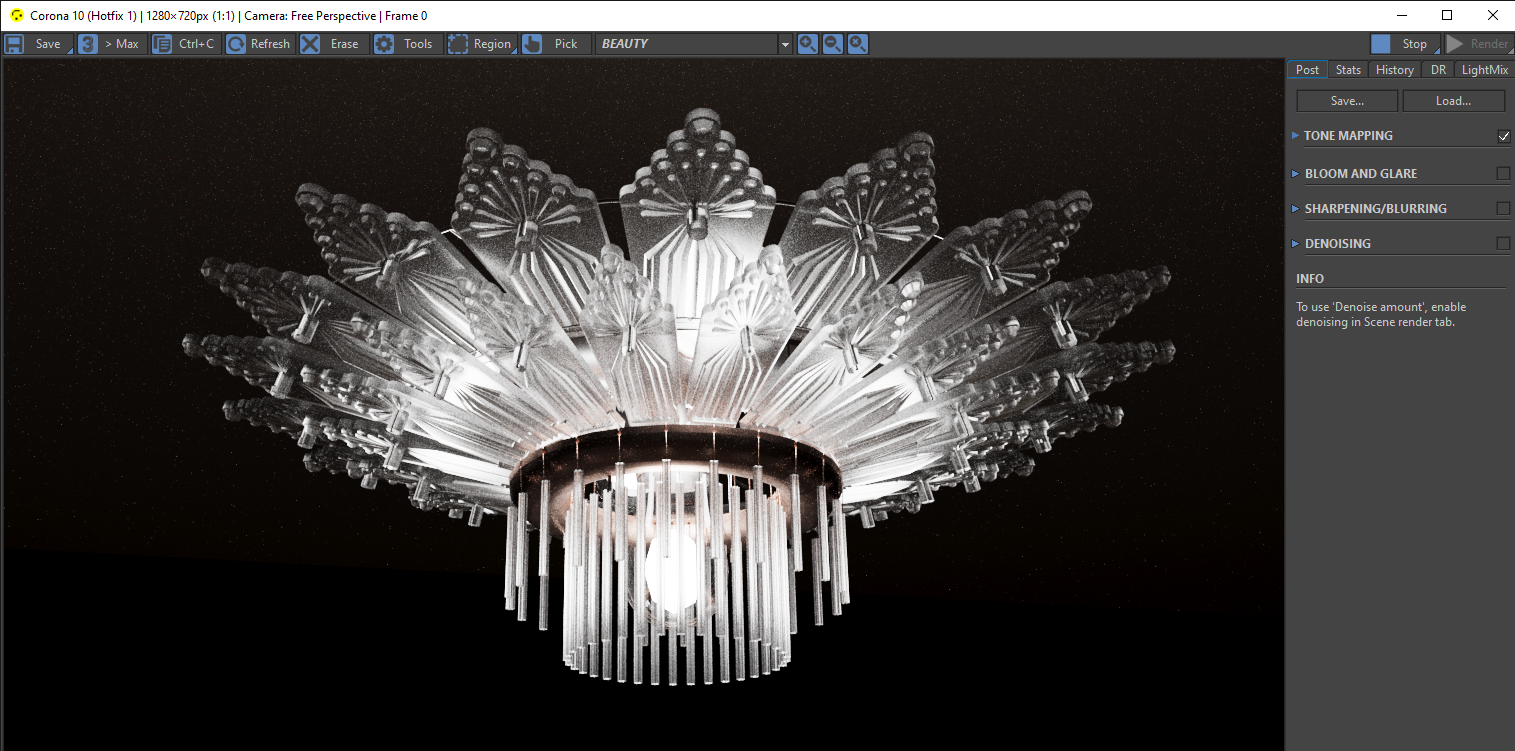 Corona 10 (Hotfix 1) | 1280×720px (1:1) | Camera: Free Perspective | Frame 0
Save 3 > Max Ctrl+C Refresh Erase Tools Region Pick BEAUTY Stop Render
Post Stats History DR LightMix
Save... Load...
TONE MAPPING
BLOOM AND GLARE
SHARPENING/BLURRING
DENOISING
INFO
To use 'Denoise amount', enable
denoising in Scene render tab.